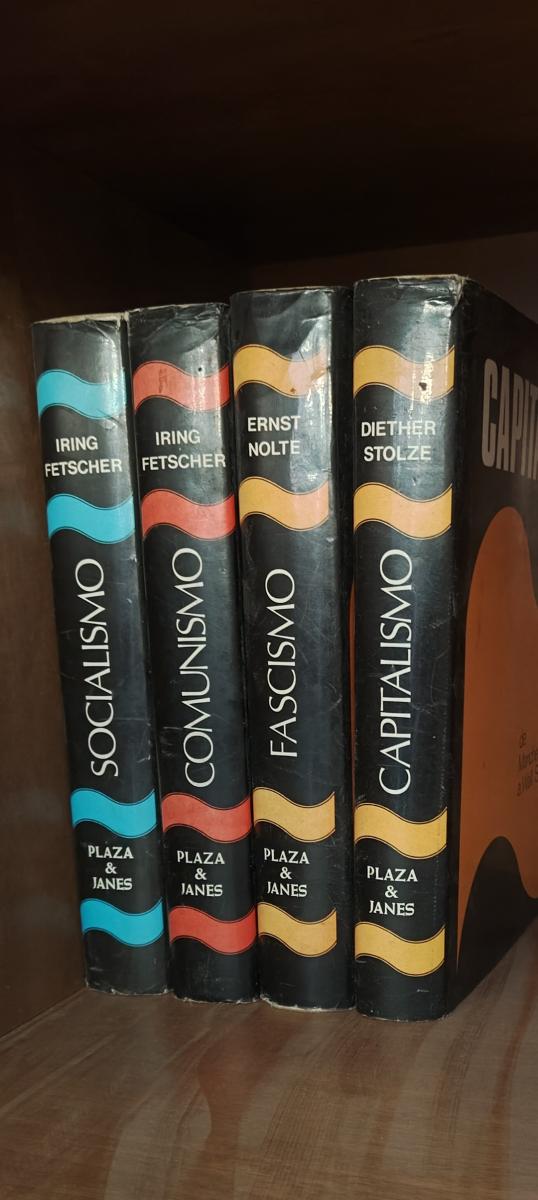 IRING
FETSCHER
SOCIALISMO
PLAZA
&
JANES
IRING
FETSCHER
COMUNISMO
PLAZA
&
JANES
ERNST
NOLTE
FASCISMO
PLAZA
&
JANES
DIETHER
STOLZE
CAPITALISMO
PLAZA
&
JANES
de